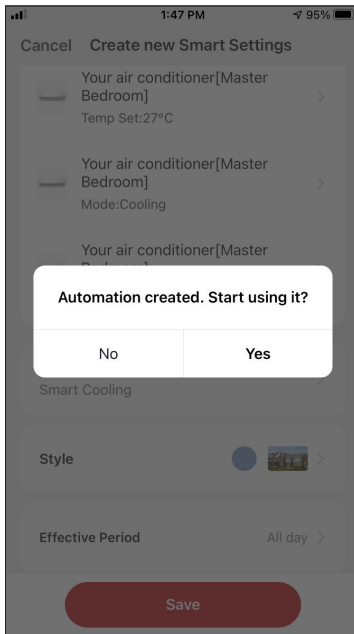 1:47 PM
95%
Cancel Create new Smart Settings
Your air conditioner[Master
Bedroom]
Temp Set:27°C
Your air conditioner[Master
Bedroom]
Mode:Cooling
Your air conditioner[Master
Automation created. Start using it?
No Yes
Smart Cooling
Style
Effective Period All day
Save